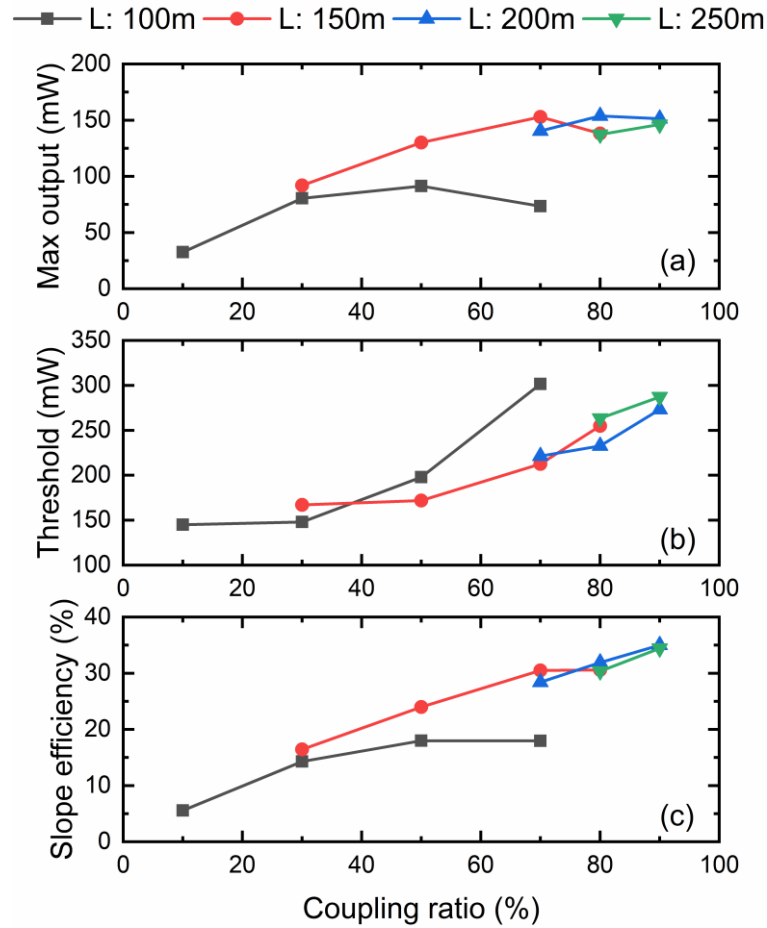 L: 100m L: 150m L: 200m L: 250m
200
150
100
50
0
Max output (mW)
(a)
0 20 40 60 80 100
350
300
250
200
150
100
Threshold (mW)
(b)
0 20 40 60 80 100
40
30
20
10
0
Slope efficiency (%)
(c)
0 20 40 60 80 100
Coupling ratio (%)